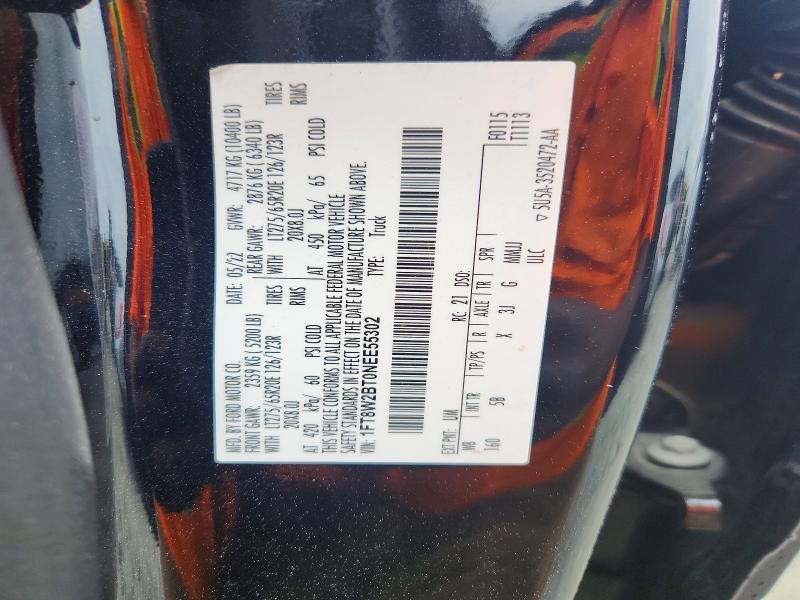 MFD. BY FORD MOTOR CO. DATE: 05/22 GVWR: 4717 KG (10400 LB)
FRONT GAWR: 2359 KG (5200 LB) REAR GAWR: 2876 KG (6340 LB)
WITH LT275/65R20E 126/123R TIRES WITH LT275/65R20E 126/123R TIRES
20X8.0J RIMS 20X8.0J RIMS
AT 420 kPa/ 60 PSI COLD AT 450 kPa/ 65 PSI COLD
THIS VEHICLE CONFORMS TO ALL APPLICABLE FEDERAL MOTOR VEHICLE
SAFETY STANDARDS IN EFFECT ON THE DATE OF MANUFACTURE SHOWN ABOVE.
VIN: 1FT8W2BT0NEE55302 TYPE: Truck
EXT PNT: UM RC: 21 DSO: F0115
WB INT TR TP/PS R AXLE TR SPR T1113
160 5B X 3J G MMJJ
ULC ▽ 5U5A-3520472-AA